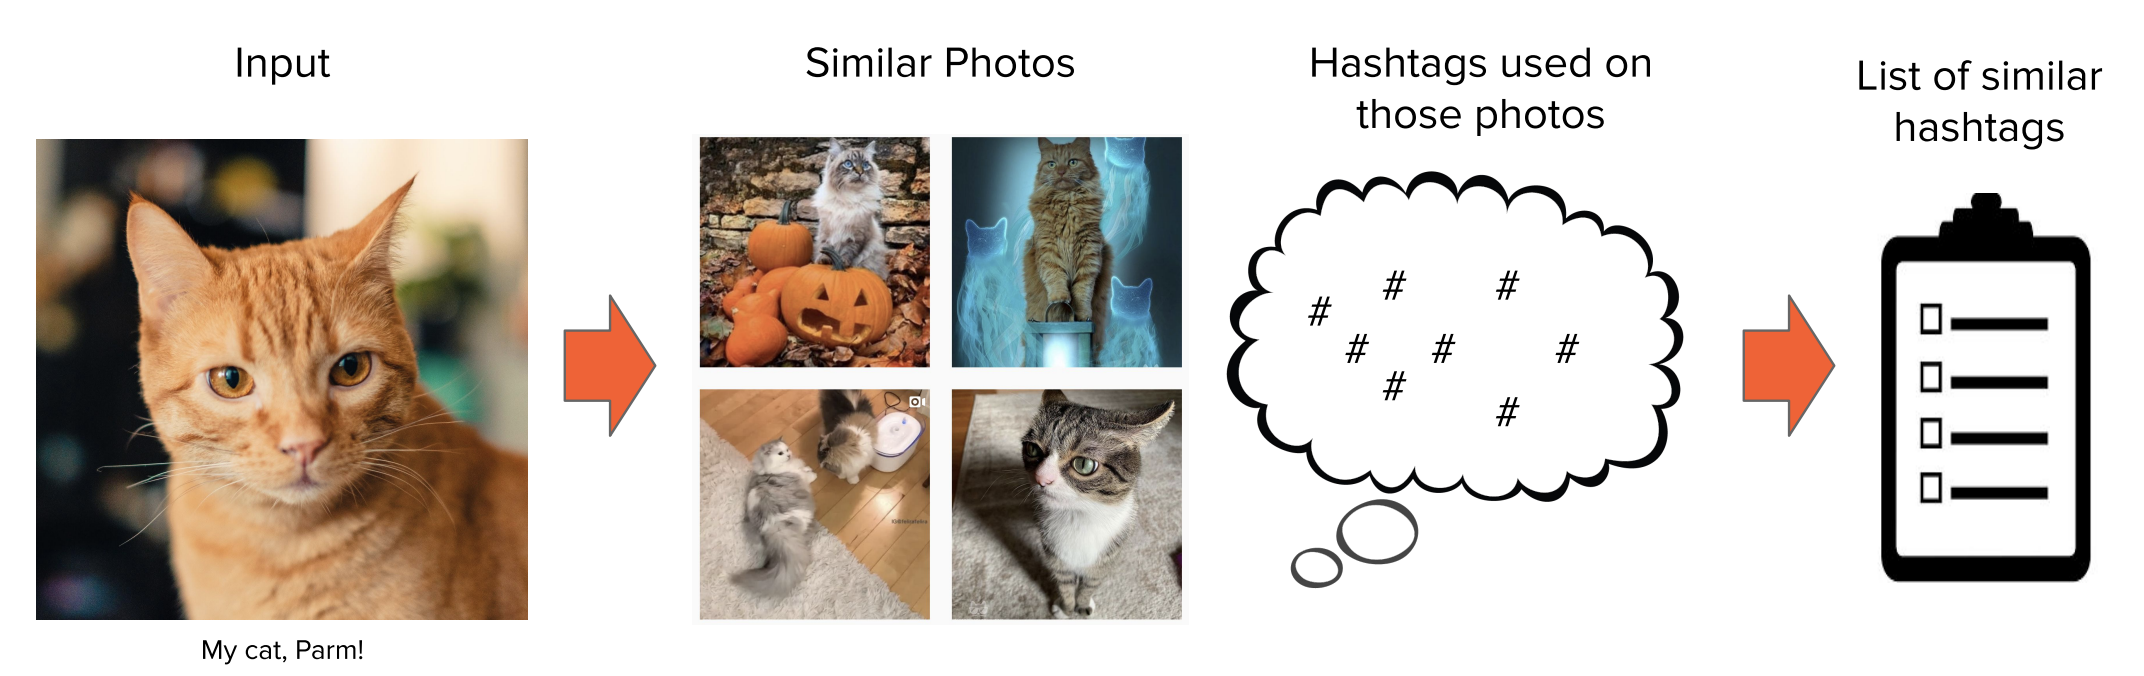 Input
Similar Photos
Hashtags used on
those photos
List of similar
hashtags
# #
#
# # #
#
#
My cat, Parm!